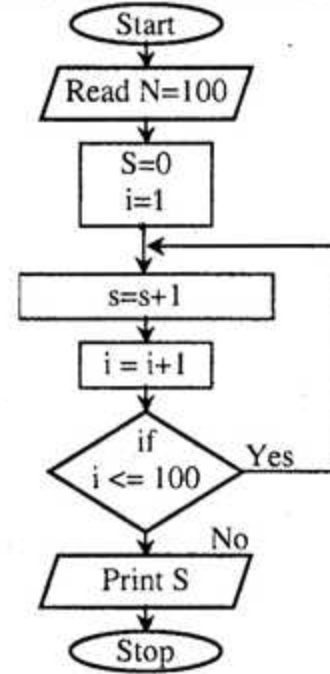 Start
Read N=100
S=0
i=1
s=s+1
i = i+1
if
i <= 100
Yes
No
Print S
Stop